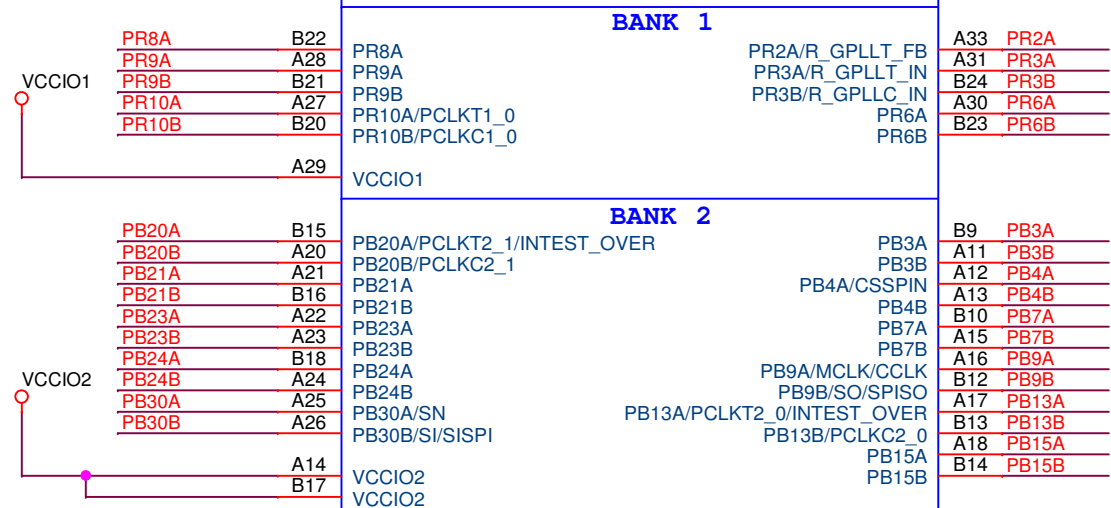 BANK 1
PR8A B22 PR8A PR2A/R_GPLLT_FB A33 PR2A
PR9A A28 PR9A PR3A/R_GPLLT_IN A31 PR3A
VCCIO1 PR9B B21 PR9B PR3B/R_GPLLC_IN B24 PR3B
PR10A A27 PR10A/PCLKT1_0 PR6A A30 PR6A
PR10B B20 PR10B/PCLKC1_0 PR6B B23 PR6B
A29 VCCIO1
BANK 2
PB20A B15 PB20A/PCLKT2_1/INTEST_OVER PB3A B9 PB3A
PB20B A20 PB20B/PCLKC2_1 PB3B A11 PB3B
PB21A A21 PB21A PB4A/CSSPIN A12 PB4A
PB21B B16 PB21B PB4B A13 PB4B
PB23A A22 PB23A PB7A B10 PB7A
PB23B A23 PB23B PB7B A15 PB7B
PB24A B18 PB24A PB9A/MCLK/CCLK A16 PB9A
VCCIO2 PB24B A24 PB24B PB9B/SO/SPISO B12 PB9B
PB30A A25 PB30A/SN PB13A/PCLKT2_0/INTEST_OVER A17 PB13A
PB30B A26 PB30B/SI/SISPI PB13B/PCLKC2_0 B13 PB13B
PB15A A18 PB15A
A14 VCCIO2 PB15B B14 PB15B
B17 VCCIO2